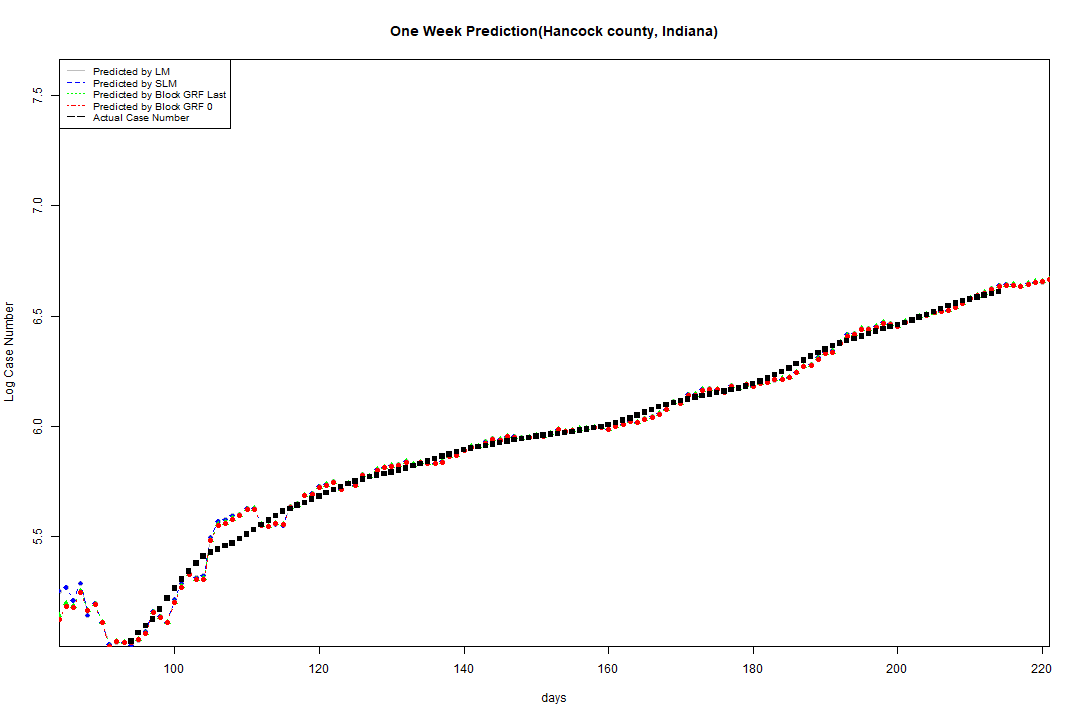 One Week Prediction(Hancock county, Indiana)
Predicted by LM
Predicted by SLM
Predicted by Block GRF Last
Predicted by Block GRF 0
Actual Case Number
7.5
7.0
6.5
6.0
5.5
Log Case Number
100 120 140 160 180 200 220
days